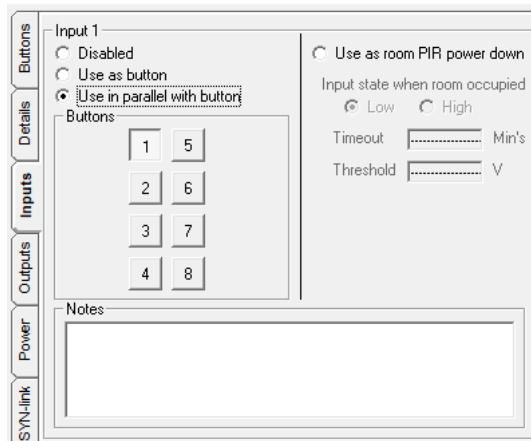 Buttons
Details
Inputs
Outputs
Power
SYN-link
Input 1
Disabled
Use as button
Use in parallel with button
Buttons
1 5
2 6
3 7
4 8
Use as room PIR power down
Input state when room occupied
Low High
Timeout ---------------- Min's
Threshold ---------------- V
Notes